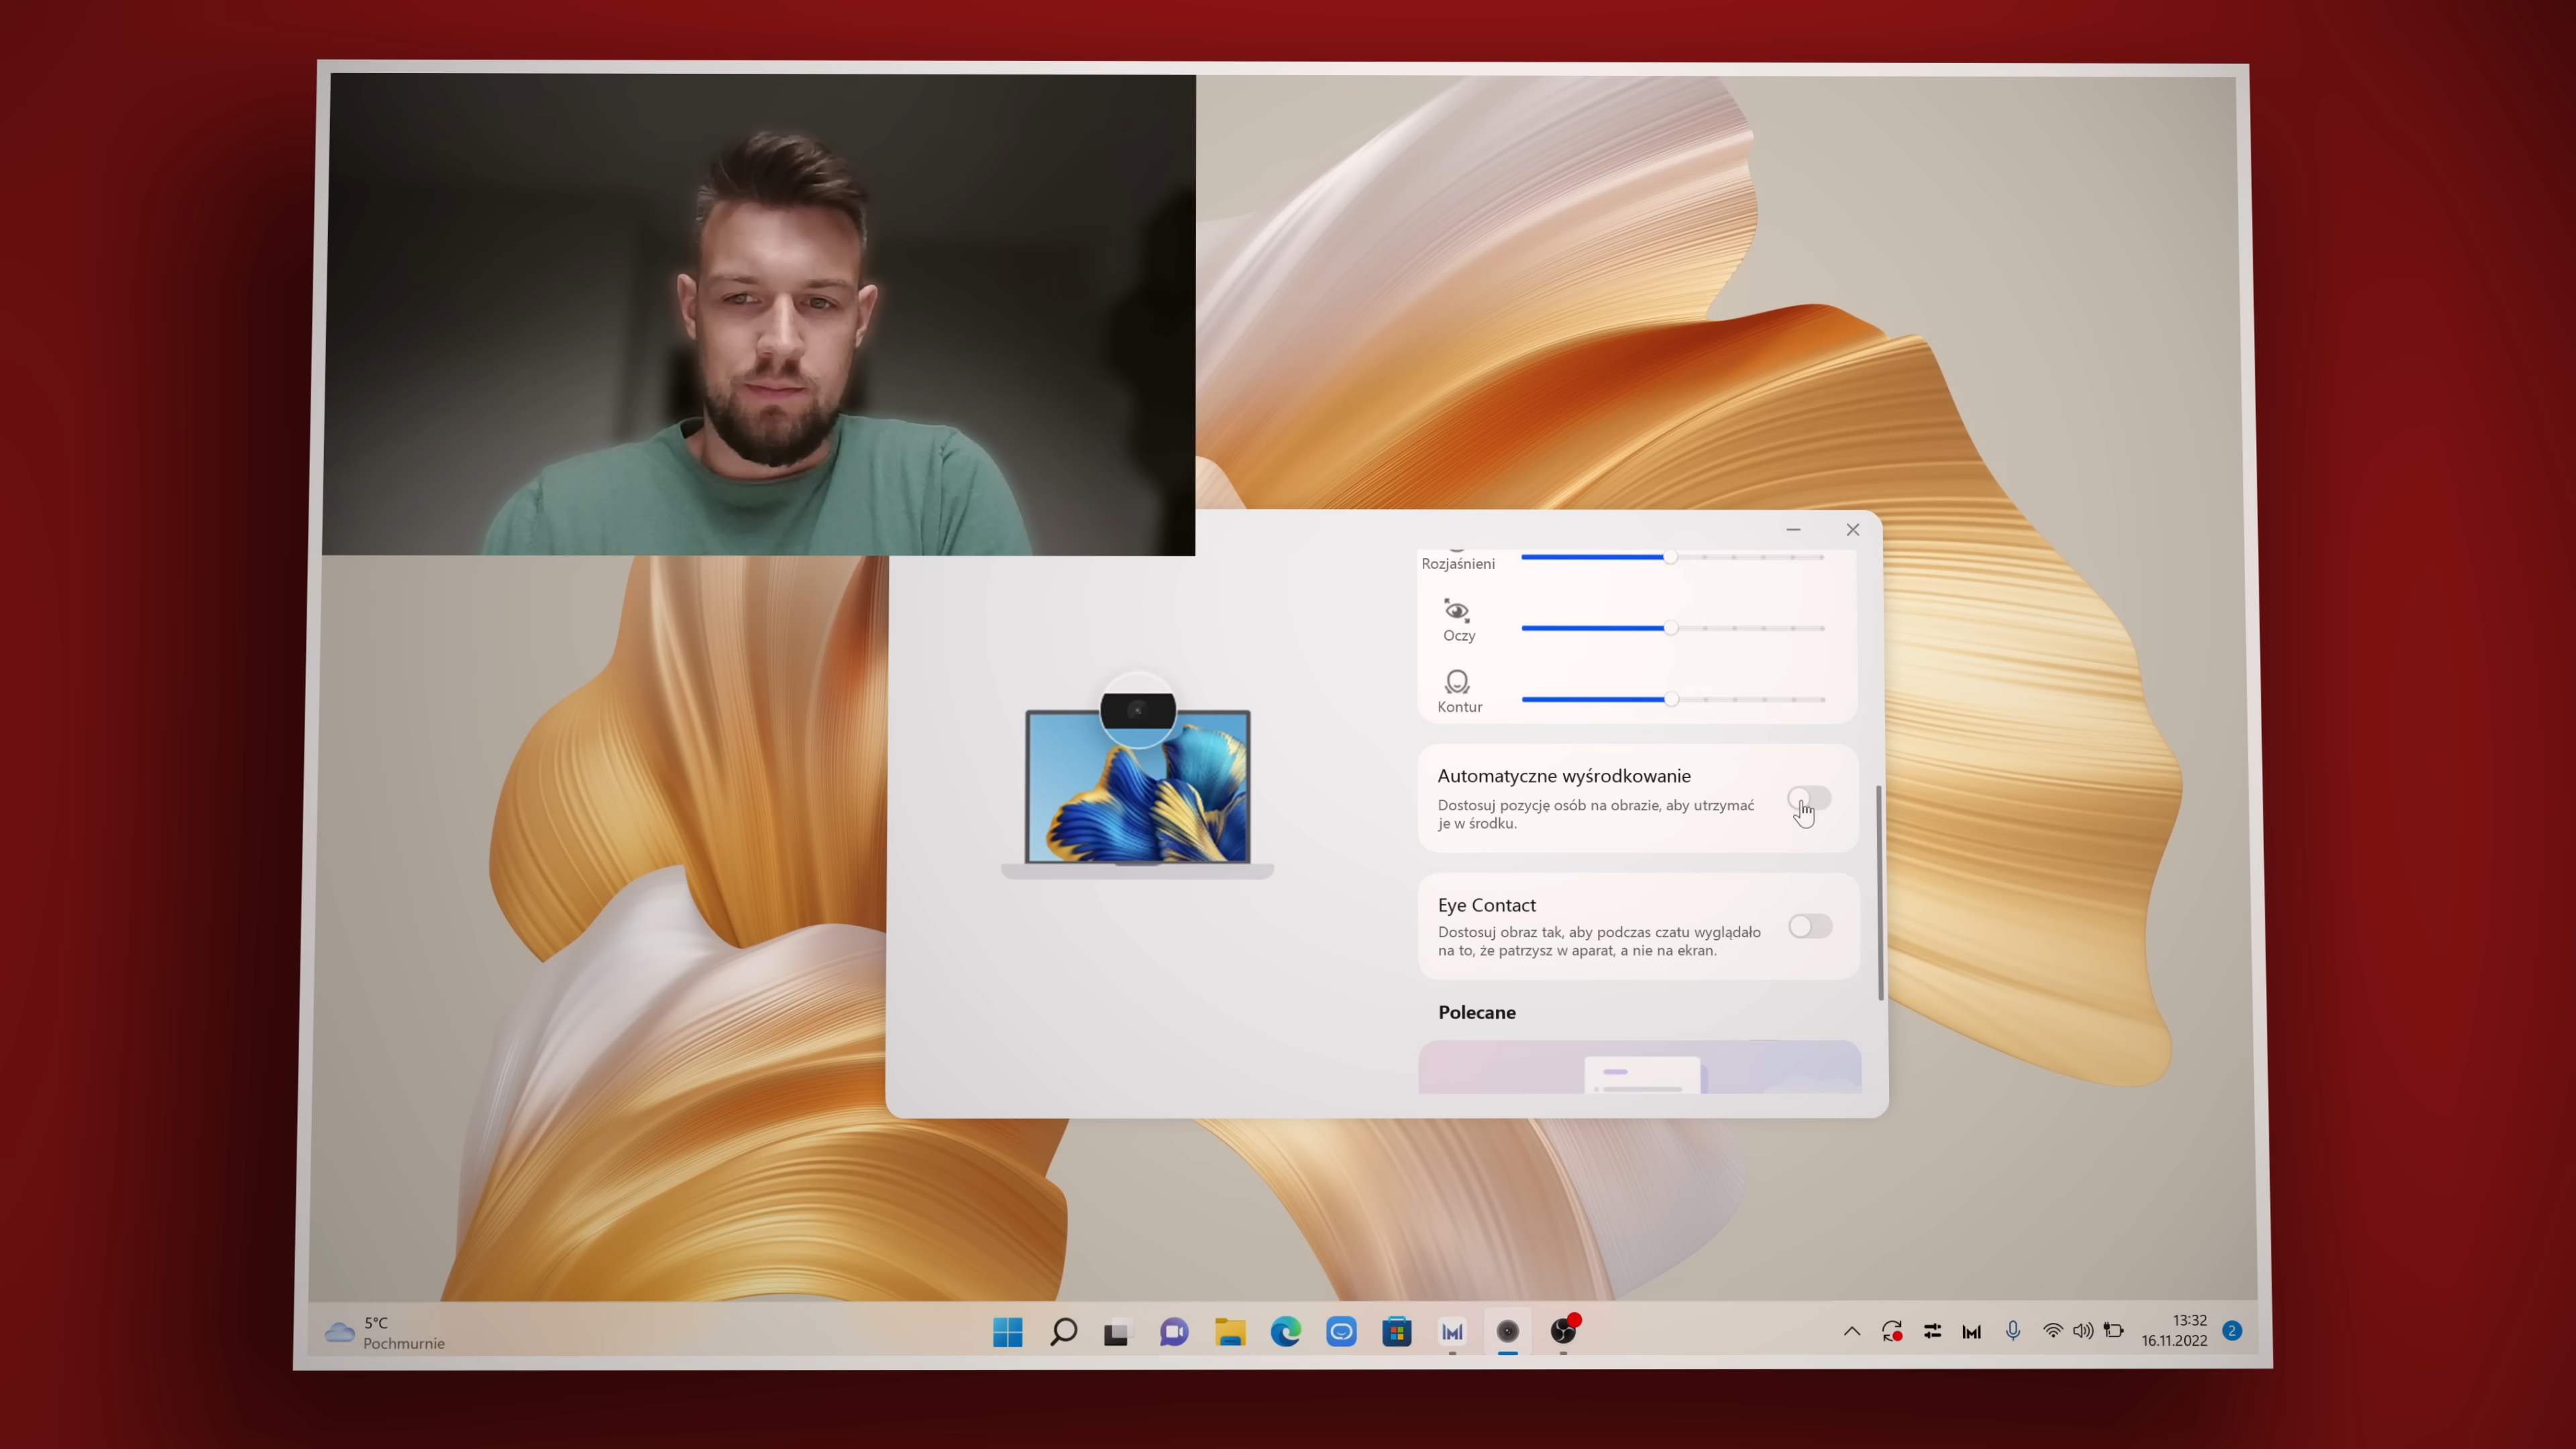 Rozjaśnieni
Oczy
Kontur
Automatyczne wyśrodkowanie
Dostosuj pozycję osób na obrazie, aby utrzymać
je w środku.
Eye Contact
Dostosuj obraz tak, aby podczas czatu wyglądało
na to, że patrzysz w aparat, a nie na ekran.
Polecane
5°C
Pochmurnie
13:32
16.11.2022
2